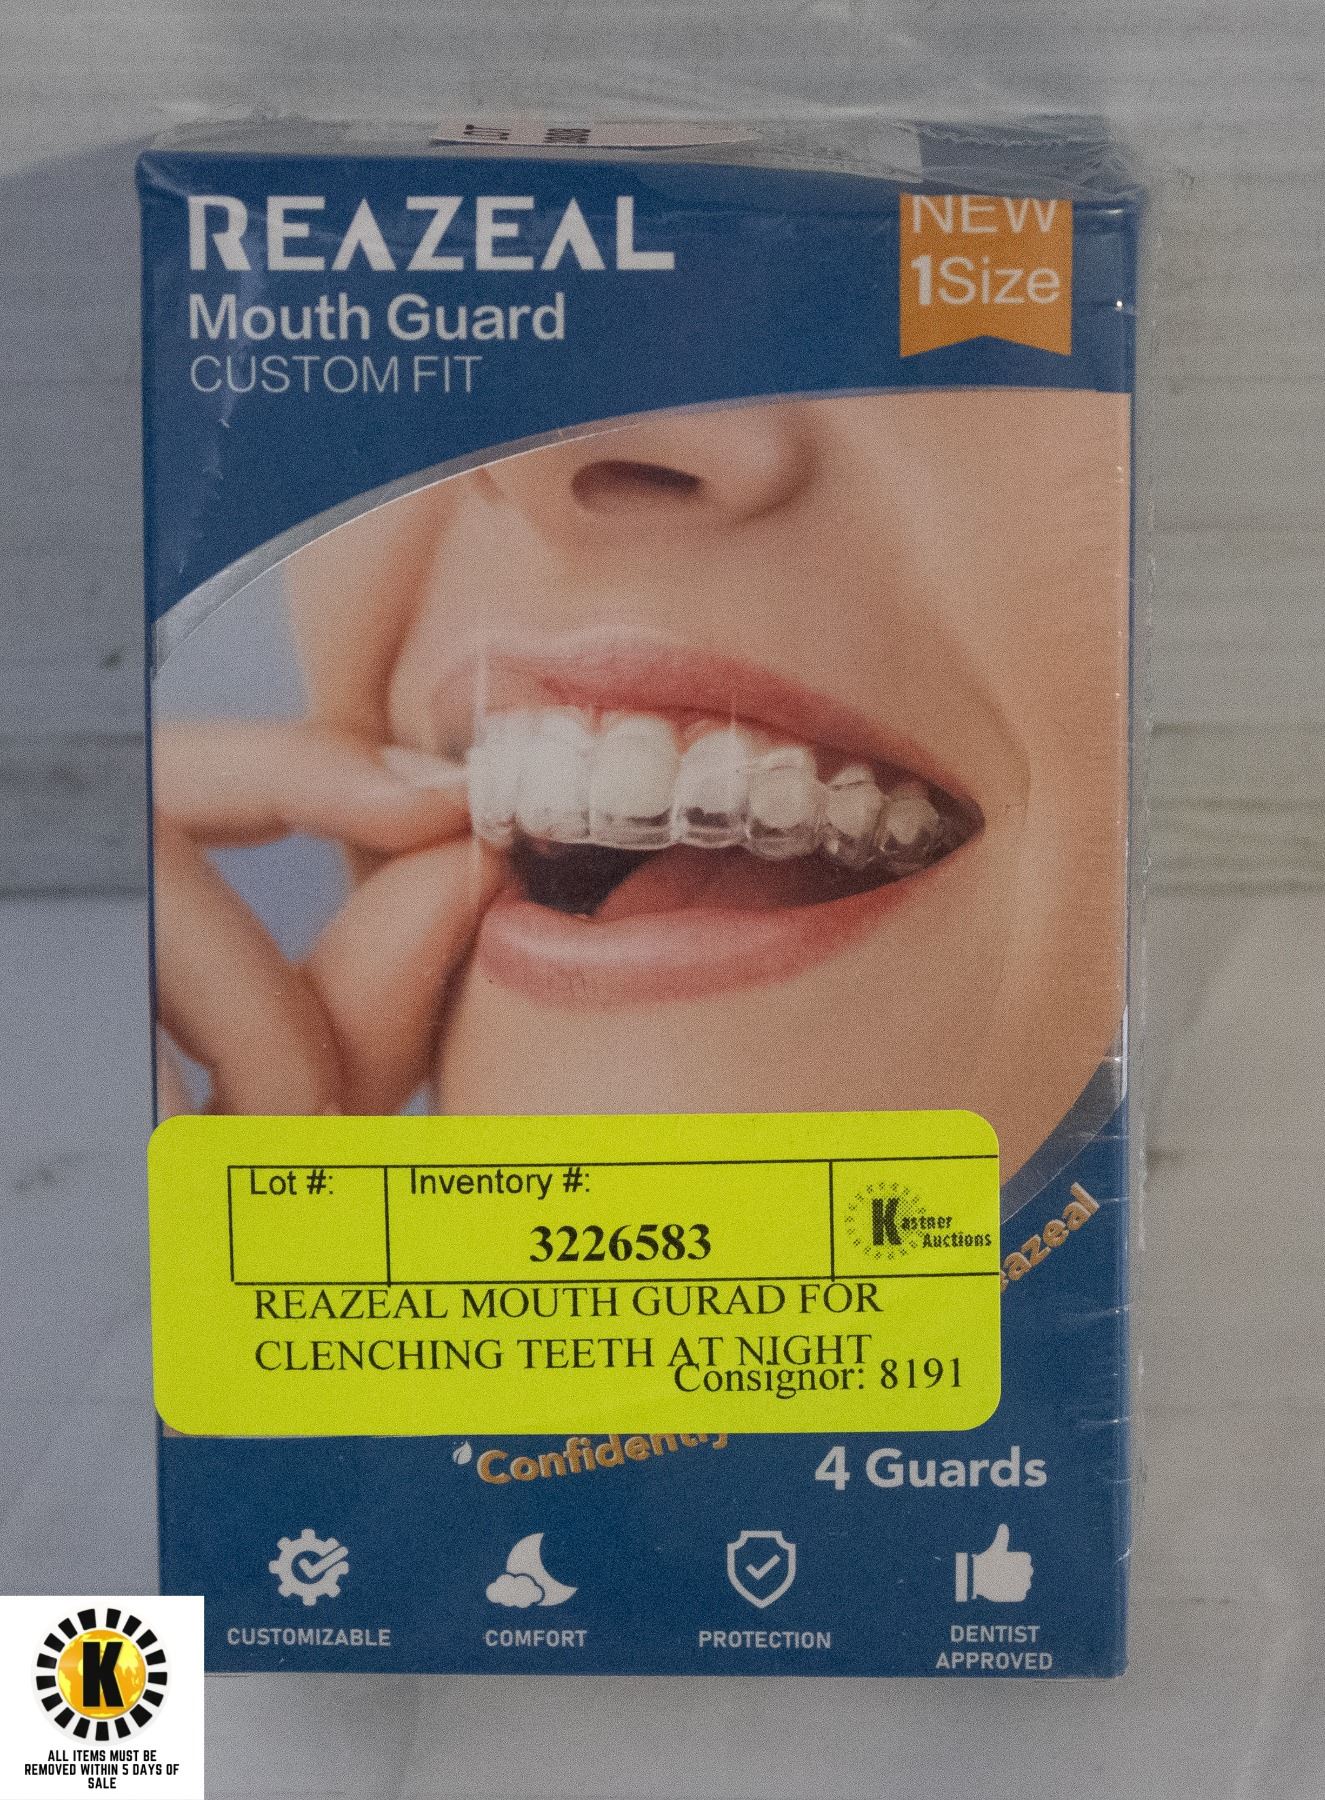 REAZEAL
Mouth Guard
CUSTOM FIT
NEW
1Size
Lot #:
Inventory #:
3226583
Kastner
Auctions
REAZEAL MOUTH GURAD FOR
CLENCHING TEETH AT NIGHT
Consignor: 8191
4 Guards
CUSTOMIZABLE
COMFORT
PROTECTION
DENTIST
APPROVED
K
ALL ITEMS MUST BE
REMOVED WITHIN 5 DAYS OF
SALE